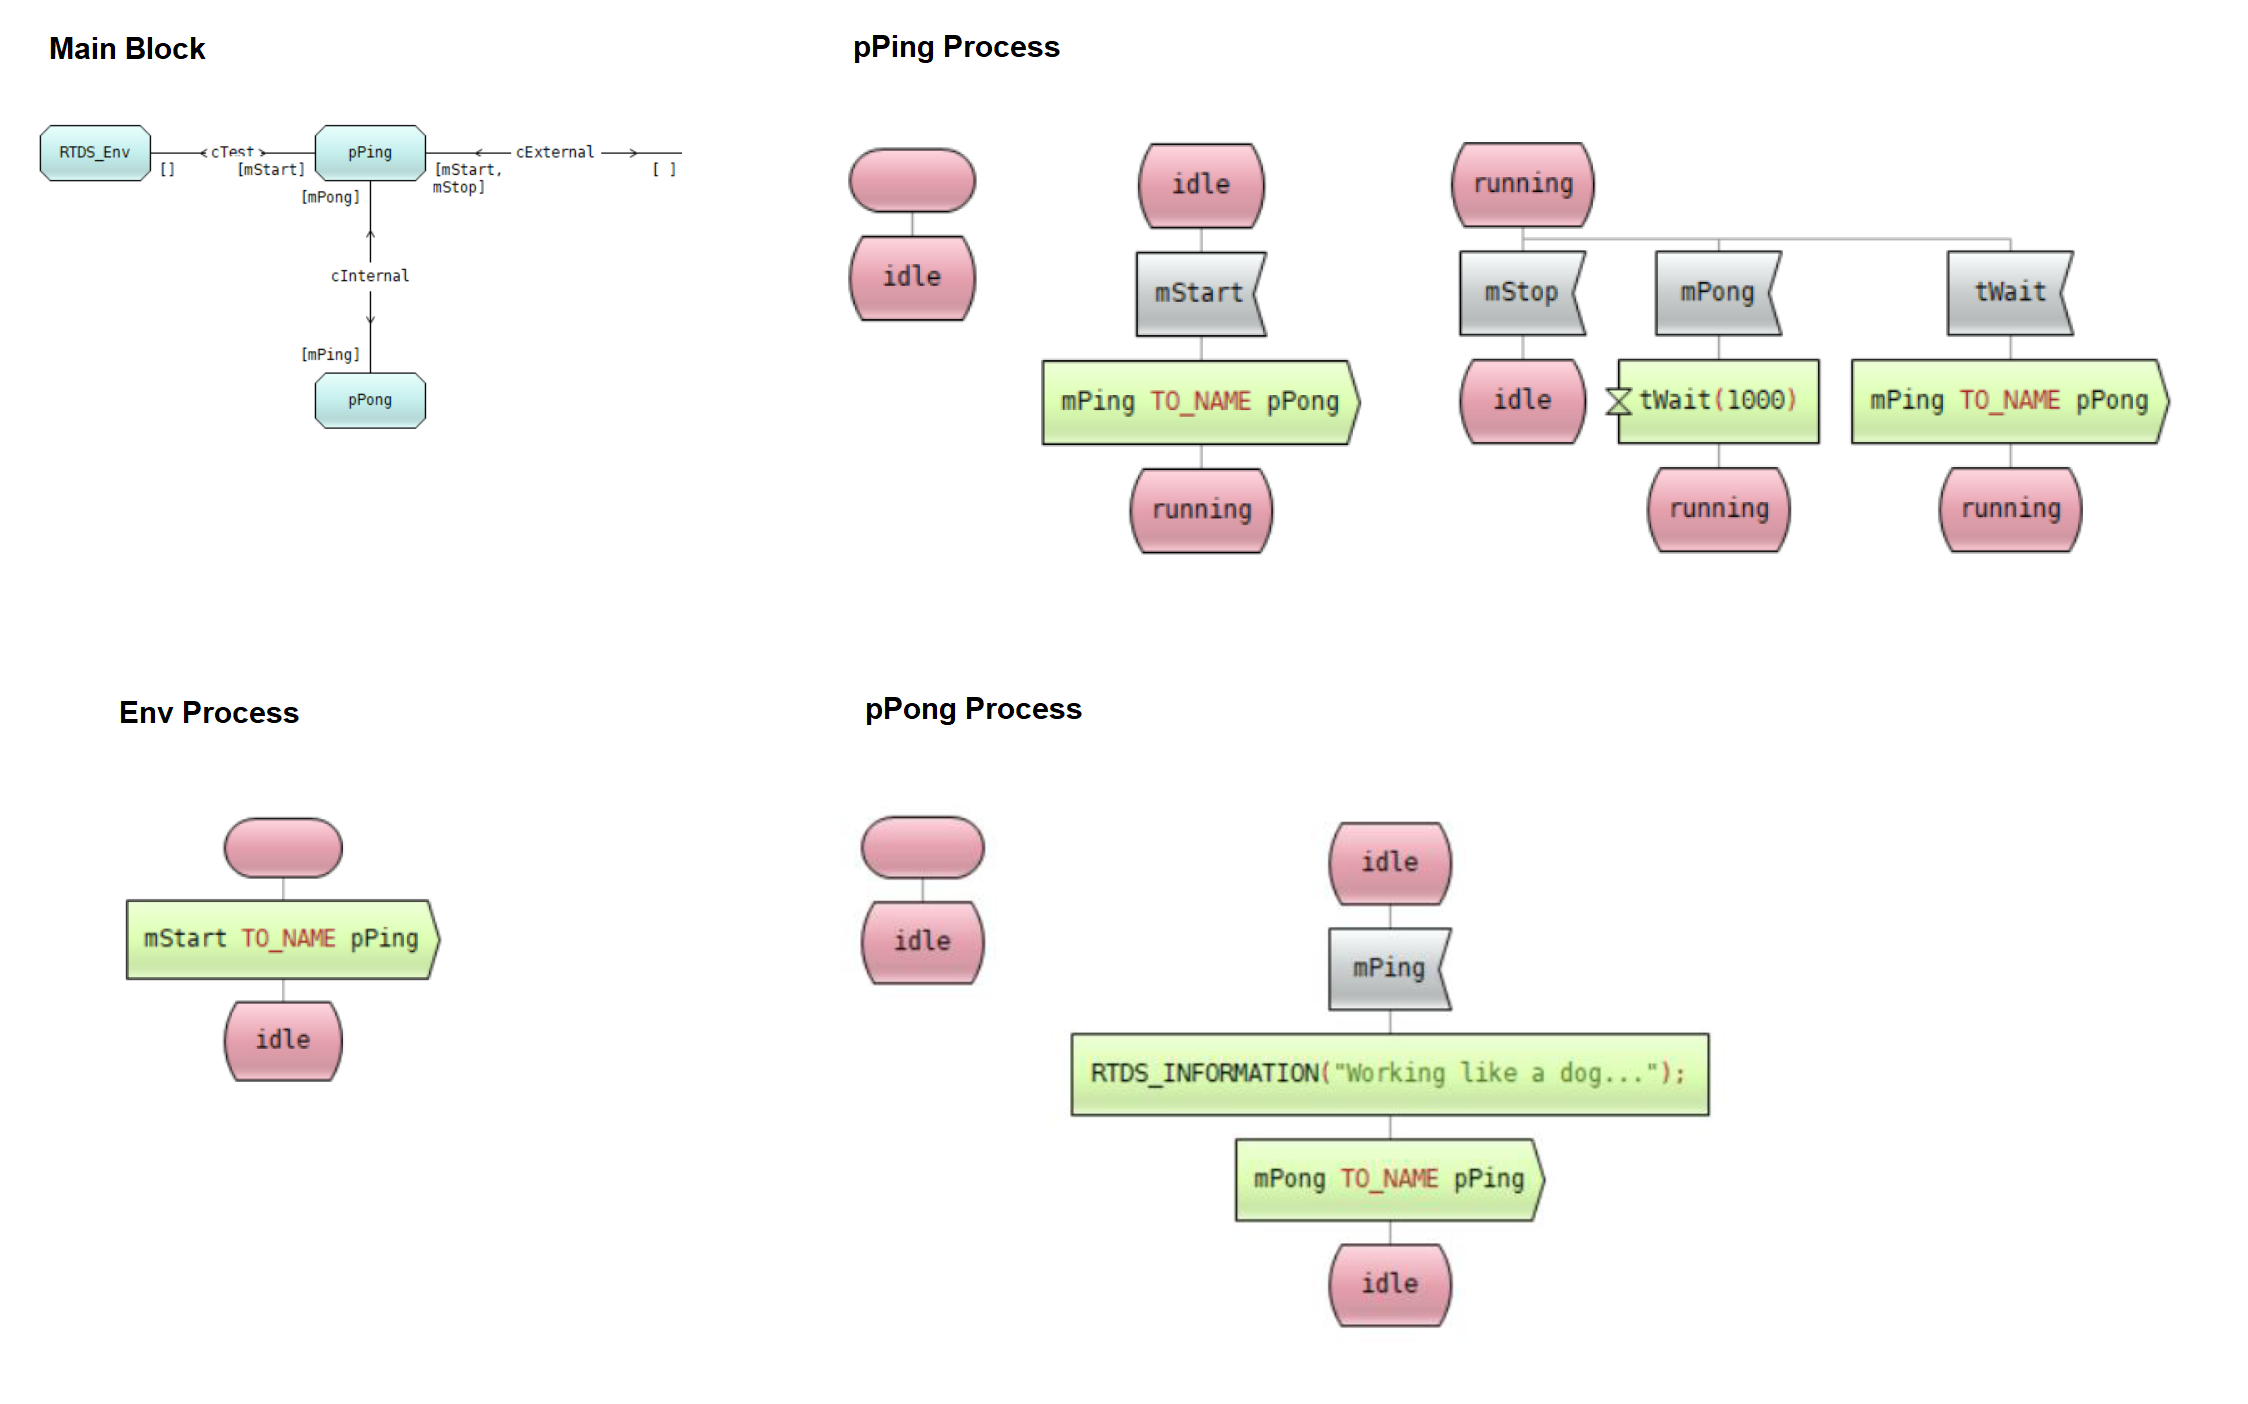 Main Block
RTDS_Env
cTest
pPing
cExternal
[]
[mStart]
[mStart,
mStop]
[ ]
[mPong]
cInternal
[mPing]
pPong
pPing Process
idle
idle
mStart
mPing TO_NAME pPong
running
running
mStop
mPong
tWait
idle
tWait(1000)
mPing TO_NAME pPong
running
running
Env Process
mStart TO_NAME pPing
idle
pPong Process
idle
idle
mPing
RTDS_INFORMATION("Working like a dog...");
mPong TO_NAME pPing
idle